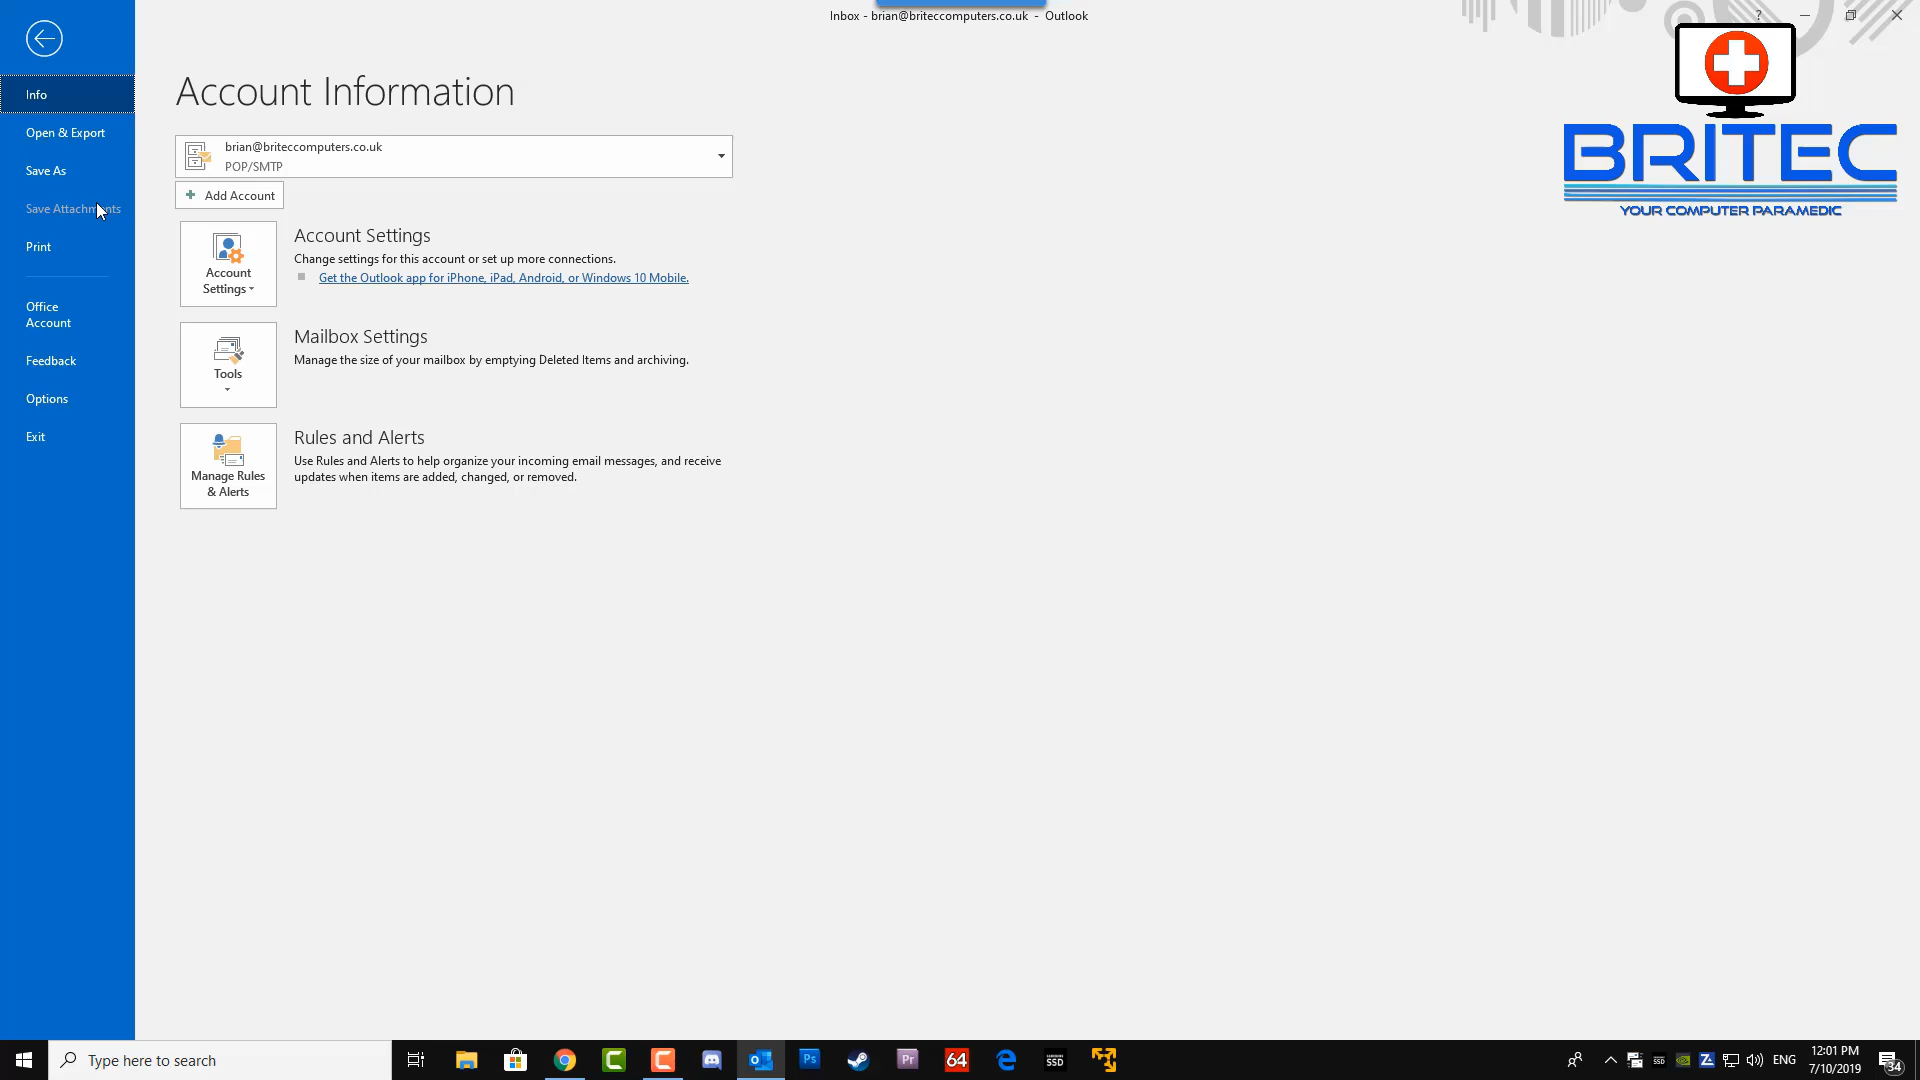 Inbox - brian@briteccomputers.co.uk - Outlook
?
Info
Open & Export
Save As
Save Attachments
Print
Office
Account
Feedback
Options
Exit
Account Information
brian@briteccomputers.co.uk
POP/SMTP
Add Account
Account
Settings
Account Settings
Change settings for this account or set up more connections.
Get the Outlook app for iPhone, iPad, Android, or Windows 10 Mobile.
Tools
Mailbox Settings
Manage the size of your mailbox by emptying Deleted Items and archiving.
Manage Rules
& Alerts
Rules and Alerts
Use Rules and Alerts to help organize your incoming email messages, and receive
updates when items are added, changed, or removed.
BRITEC
YOUR COMPUTER PARAMEDIC
Type here to search
Ps
Pr
64
SSD
ENG
12:01 PM
7/10/2019
34